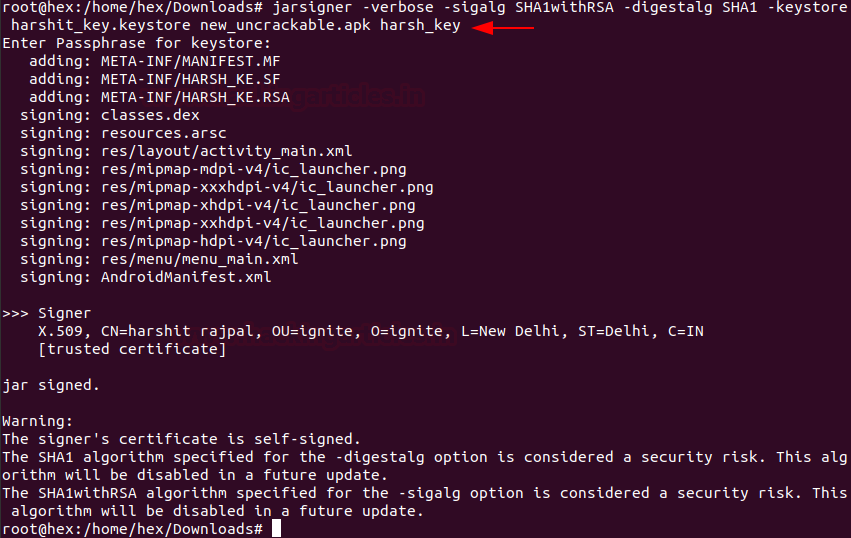 root@hex:/home/hex/Downloads# jarsigner -verbose -sigalg SHA1withRSA -digestalg SHA1 -keystore
harshit_key.keystore new_uncrackable.apk harsh_key
Enter Passphrase for keystore:
adding: META-INF/MANIFEST.MF
adding: META-INF/HARSH_KE.SF
adding: META-INF/HARSH_KE.RSA
signing: classes.dex
signing: resources.arsc
signing: res/layout/activity_main.xml
signing: res/mipmap-mdpi-v4/ic_launcher.png
signing: res/mipmap-xxxhdpi-v4/ic_launcher.png
signing: res/mipmap-xhdpi-v4/ic_launcher.png
signing: res/mipmap-xxhdpi-v4/ic_launcher.png
signing: res/mipmap-hdpi-v4/ic_launcher.png
signing: res/menu/menu_main.xml
signing: AndroidManifest.xml
>>> Signer
X.509, CN=harshit rajpal, OU=ignite, O=ignite, L=New Delhi, ST=Delhi, C=IN
[trusted certificate]
jar signed.
Warning:
The signer's certificate is self-signed.
The SHA1 algorithm specified for the -digestalg option is considered a security risk. This alg
orithm will be disabled in a future update.
The SHA1withRSA algorithm specified for the -sigalg option is considered a security risk. This
algorithm will be disabled in a future update.
root@hex:/home/hex/Downloads#